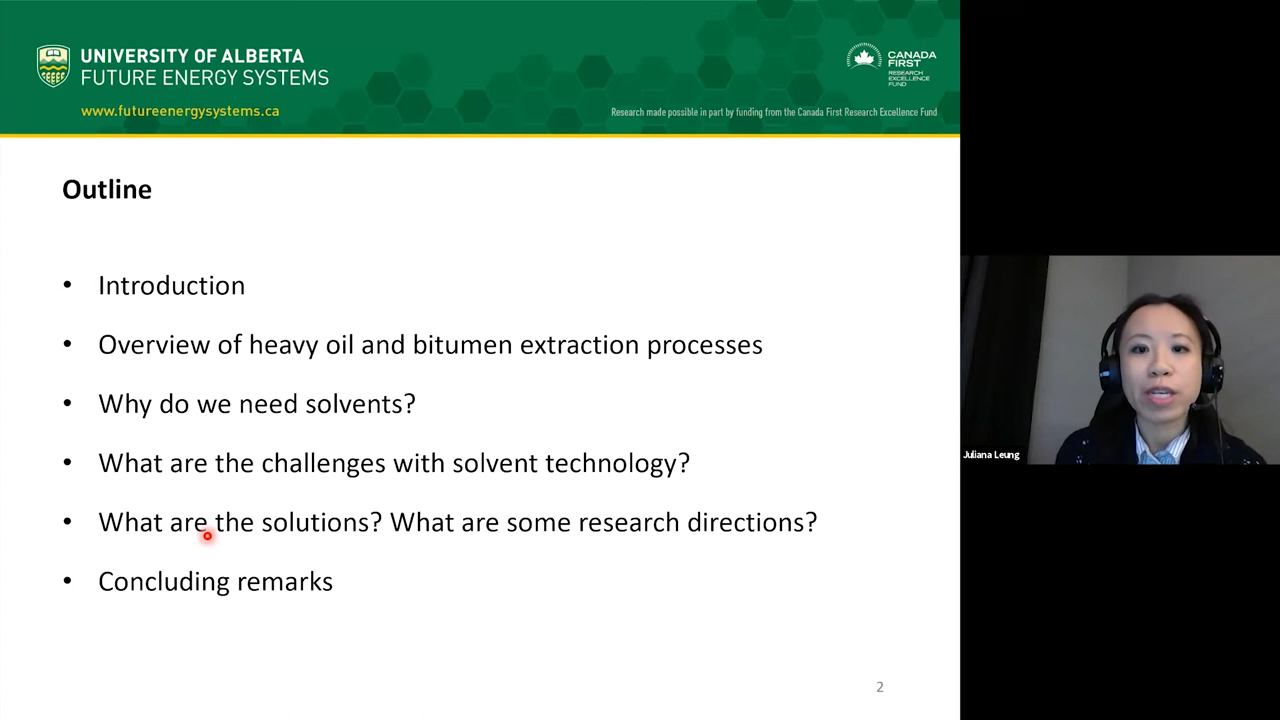 UNIVERSITY OF ALBERTA
FUTURE ENERGY SYSTEMS
www.futureenergysystems.ca
CANADA
FIRST
RESEARCH
EXCELLENCE
FUND
Research made possible in part by funding from the Canada First Research Excellence Fund
Outline
• Introduction
• Overview of heavy oil and bitumen extraction processes
• Why do we need solvents?
• What are the challenges with solvent technology?
• What are the solutions? What are some research directions?
• Concluding remarks
2
Juliana Leung